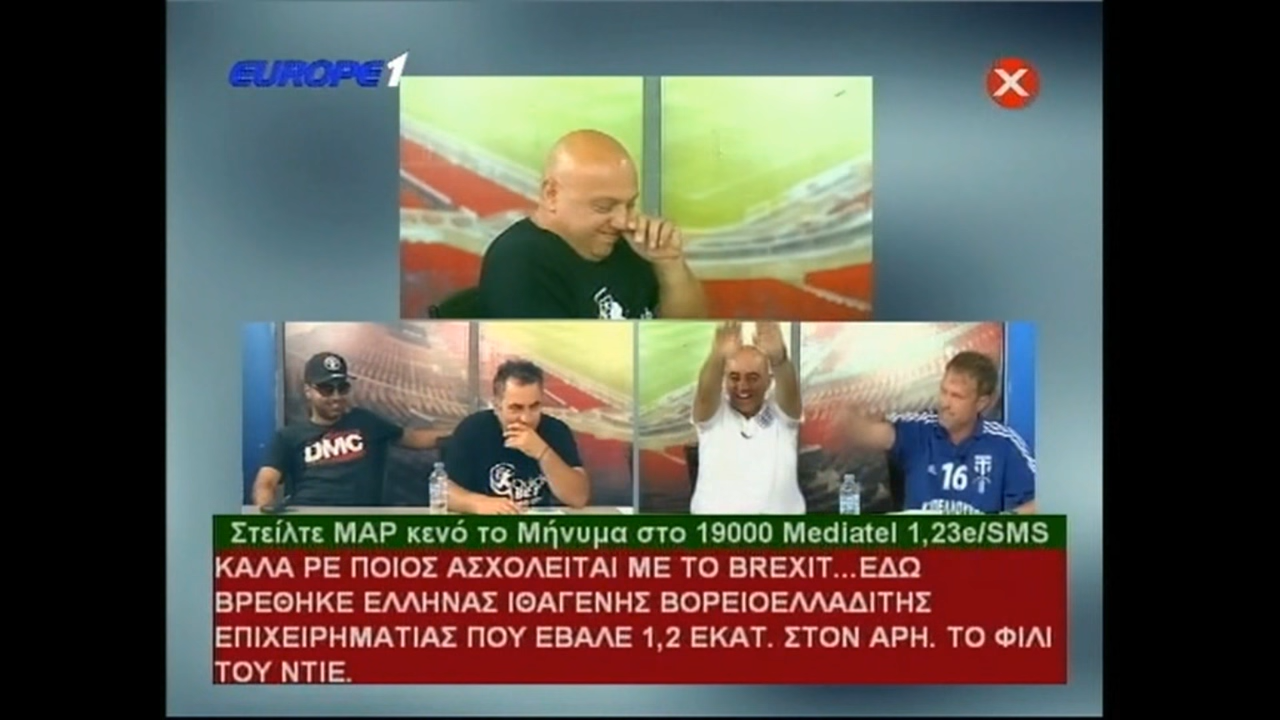 EUROPE1
X
DMC
16
Στείλτε ΜΑΡ κενό το Μήνυμα στο 19000 Mediatel 1,23e/SMS
ΚΑΛΑ ΡΕ ΠΟΙΟΣ ΑΣΧΟΛΕΙΤΑΙ ΜΕ ΤΟ BREXIT...ΕΔΩ
ΒΡΕΘΗΚΕ ΕΛΛΗΝΑΣ ΙΘΑΓΕΝΗΣ ΒΟΡΕΙΟΕΛΛΑΔΙΤΗΣ
ΕΠΙΧΕΙΡΗΜΑΤΙΑΣ ΠΟΥ ΕΒΑΛΕ 1,2 ΕΚΑΤ. ΣΤΟΝ ΑΡΗ. ΤΟ ΦΙΛΙ
ΤΟΥ ΝΤΙΕ.